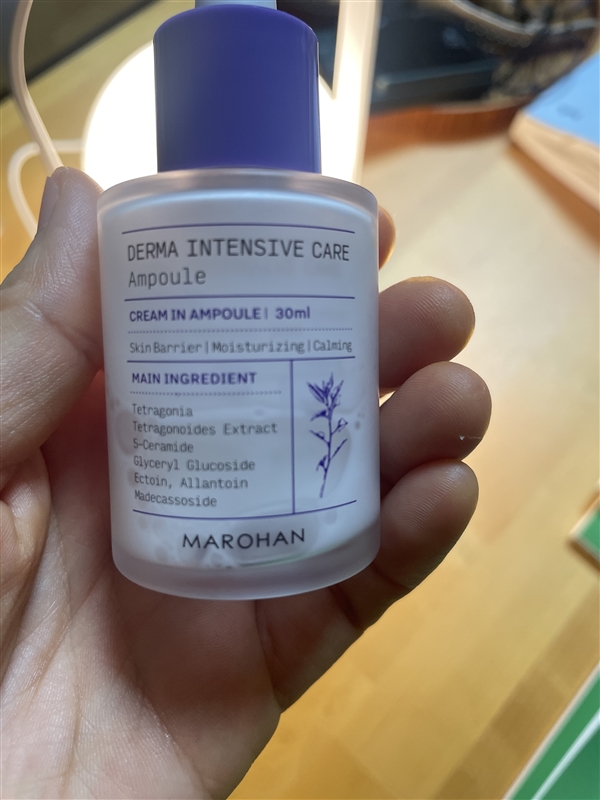 DERMA INTENSIVE CARE
Ampoule
CREAM IN AMPOULE| 30ml
Skin Barrier | Moisturizing | Calming
MAIN INGREDIENT
Tetragonia
Tetragonoides Extract
5-Ceramide
Glyceryl Glucoside
Ectoin, Allantoin
Madecassoside
MAROHAN